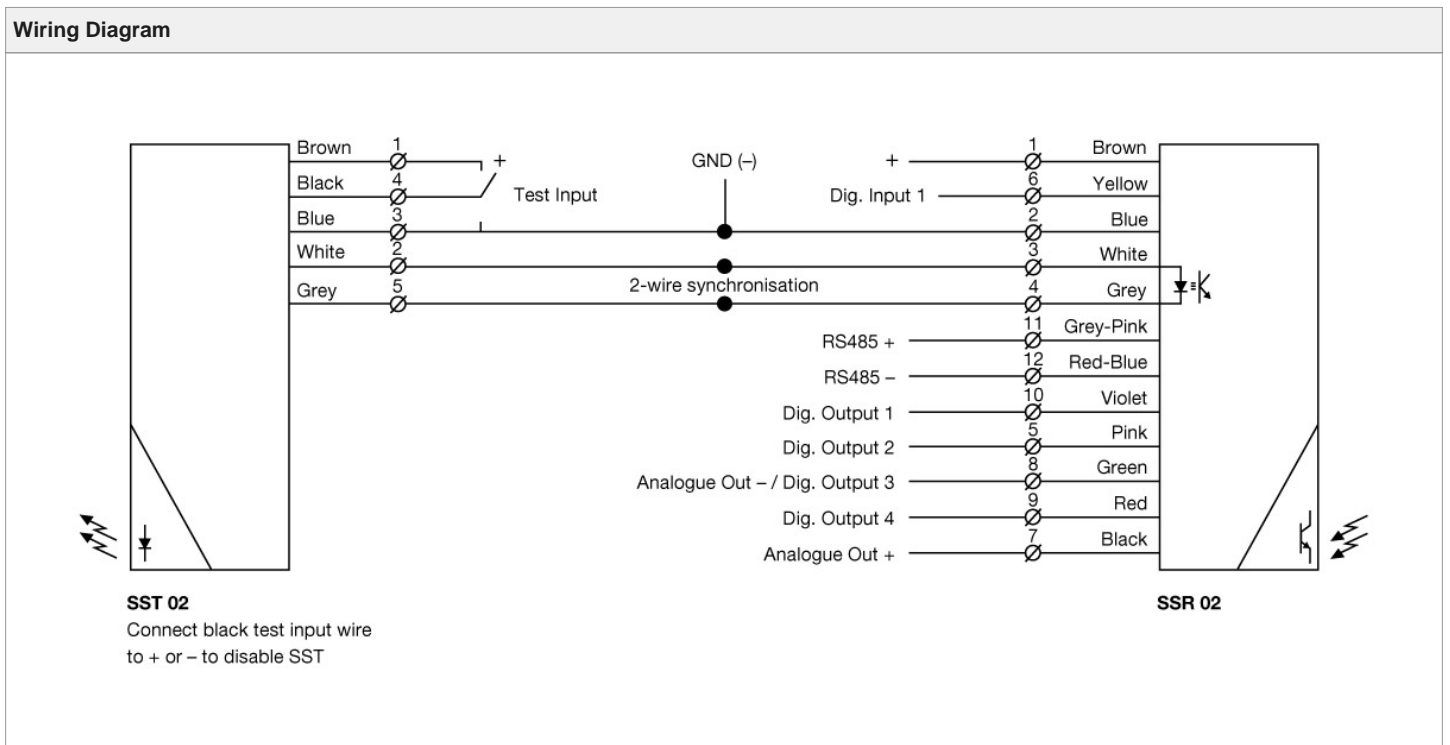 Wiring Diagram
Brown 1 + GND (–) + 1 Brown
Black 4 Test Input Dig. Input 1 6 Yellow
Blue 3 2 Blue
White 2 3 White
Grey 5 2-wire synchronisation 4 Grey
RS485 + 11 Grey-Pink
RS485 – 12 Red-Blue
Dig. Output 1 10 Violet
Dig. Output 2 5 Pink
Analogue Out – / Dig. Output 3 8 Green
Dig. Output 4 9 Red
Analogue Out + 7 Black
SST 02 SSR 02
Connect black test input wire
to + or – to disable SST